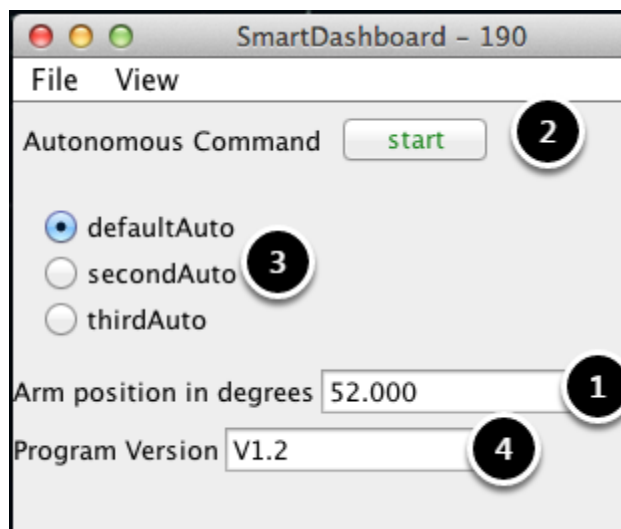 SmartDashboard – 190
File View
Autonomous Command start 2
defaultAuto
secondAuto 3
thirdAuto
Arm position in degrees 52.000 1
Program Version V1.2 4